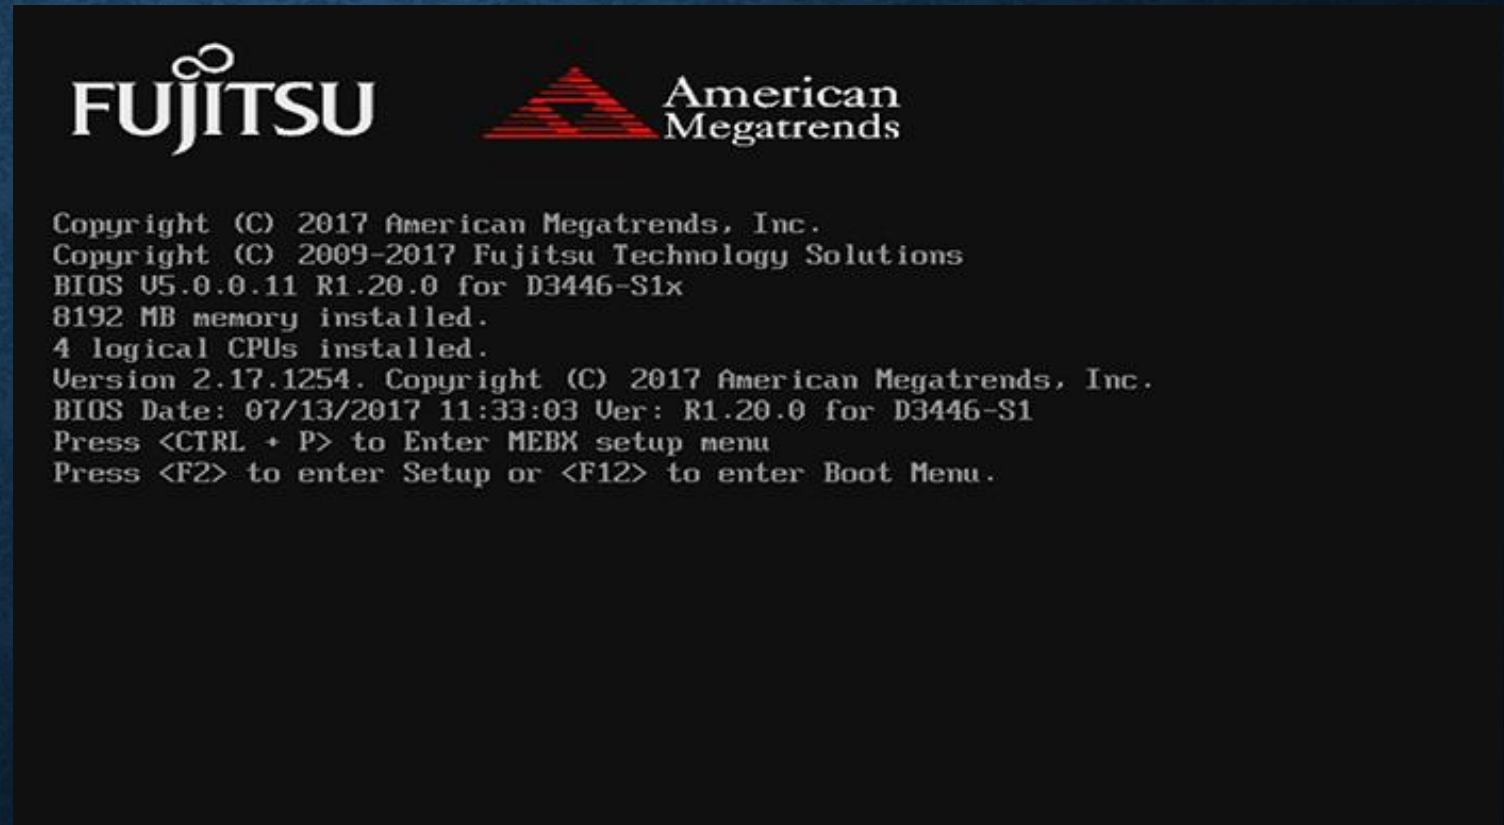 FUJITSU
American
Megatrends
Copyright (C) 2017 American Megatrends, Inc.
Copyright (C) 2009-2017 Fujitsu Technology Solutions
BIOS V5.0.0.11 R1.20.0 for D3446-S1x
8192 MB memory installed.
4 logical CPUs installed.
Version 2.17.1254. Copyright (C) 2017 American Megatrends, Inc.
BIOS Date: 07/13/2017 11:33:03 Ver: R1.20.0 for D3446-S1
Press <CTRL + P> to Enter MEBX setup menu
Press <F2> to enter Setup or <F12> to enter Boot Menu.